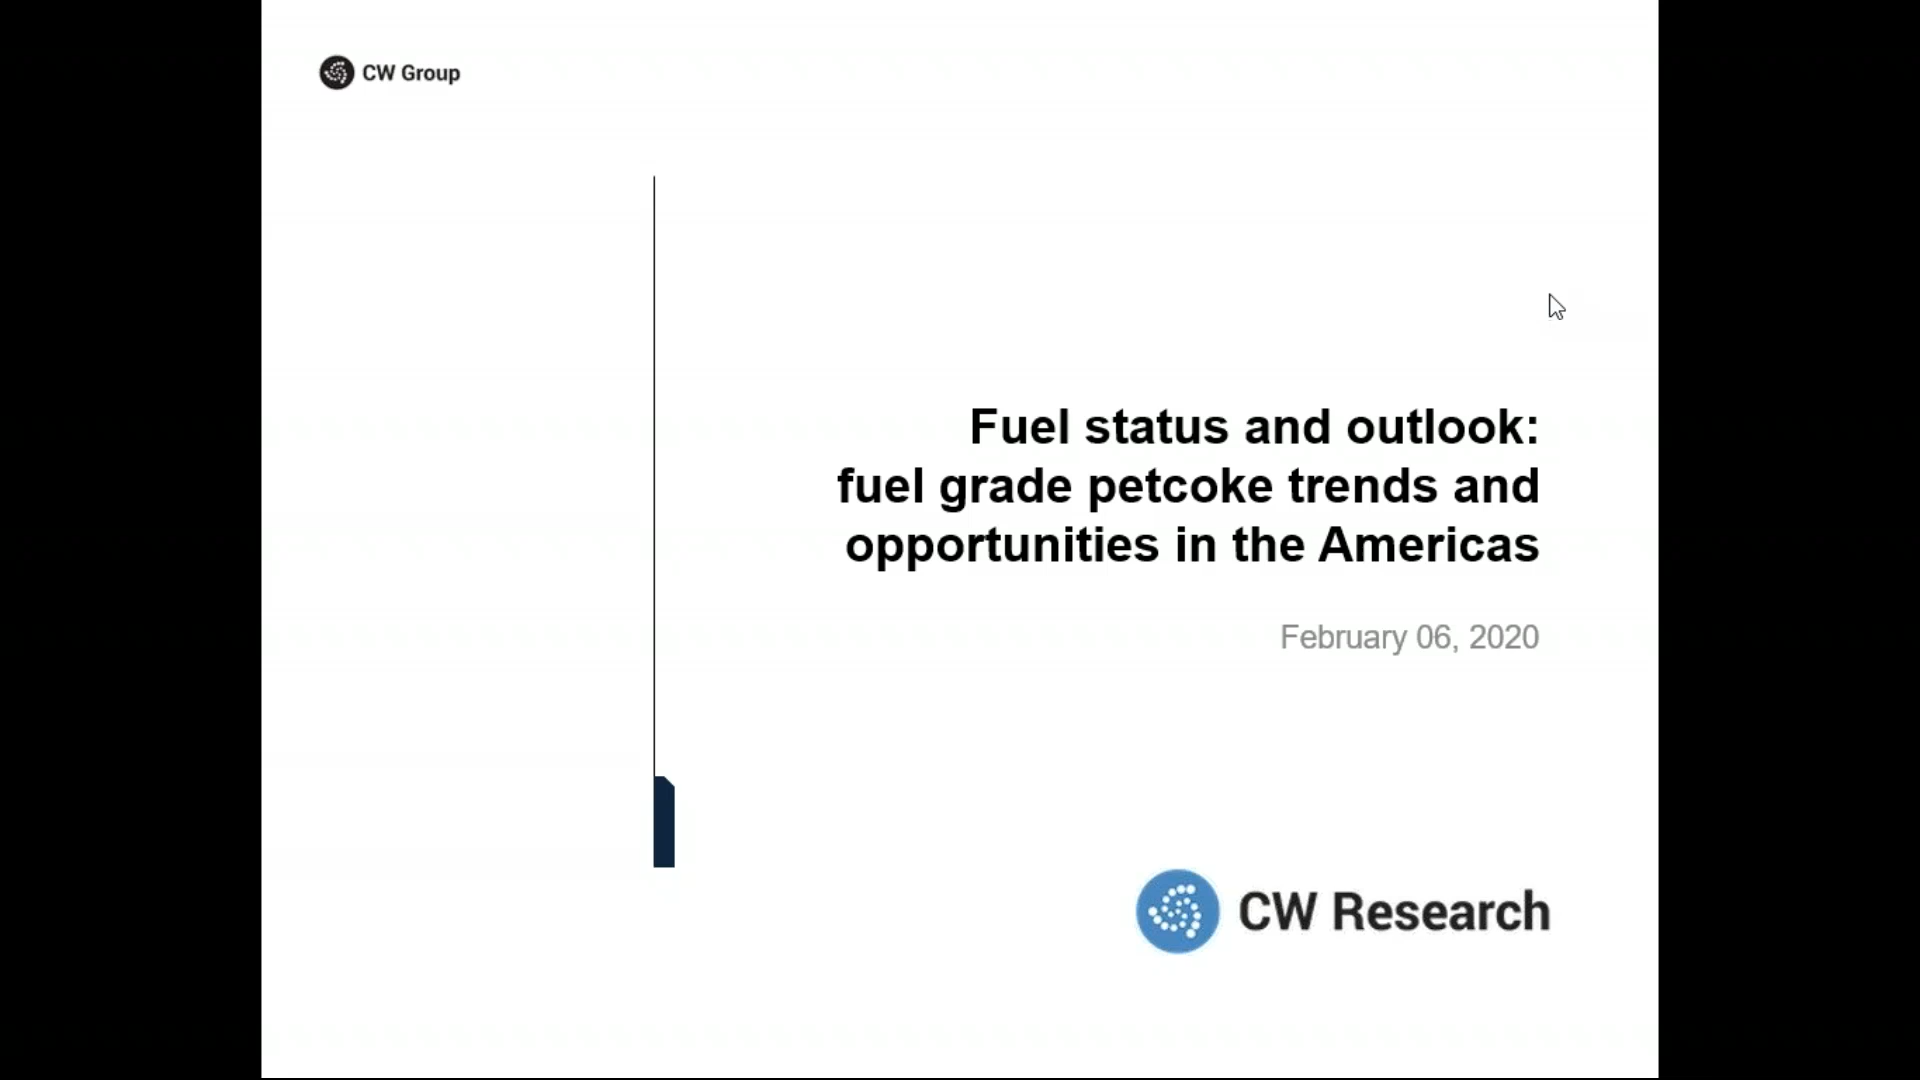 CW Group
Fuel status and outlook:
fuel grade petcoke trends and
opportunities in the Americas
February 06, 2020
CW Research